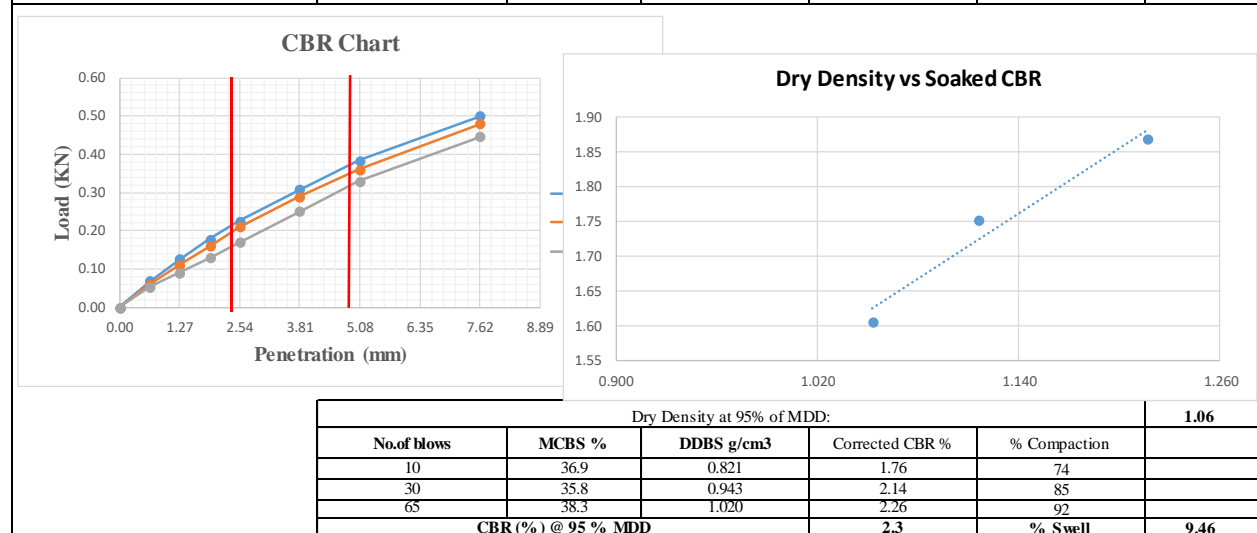 CBR Chart
Load (KN)
0.60
0.50
0.40
0.30
0.20
0.10
0.00
0.00 1.27 2.54 3.81 5.08 6.35 7.62 8.89
Penetration (mm)
Dry Density vs Soaked CBR
1.90
1.85
1.80
1.75
1.70
1.65
1.60
1.55
0.900 1.020 1.140 1.260
Dry Density at 95% of MDD: 1.06
No.of blows MCBS % DDBS g/cm3 Corrected CBR % % Compaction
10 36.9 0.821 1.76 74
30 35.8 0.943 2.14 85
65 38.3 1.020 2.26 92
CBR (%) @ 95 % MDD 2.3 % Swell 9.46